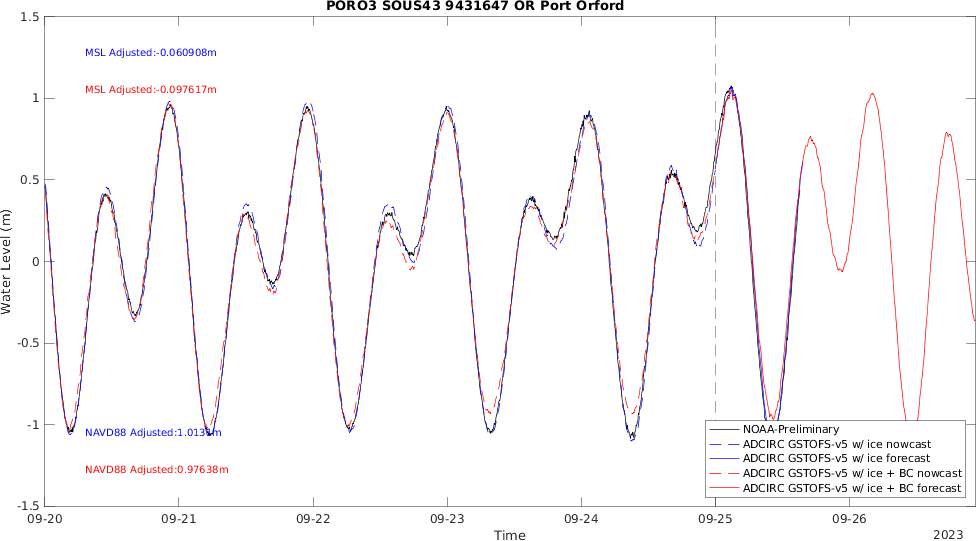 PORO3 SOUS43 9431647 OR Port Orford
MSL Adjusted:-0.060908m
MSL Adjusted:-0.097617m
NAVD88 Adjusted:
NAVD88 Adjusted:0.97638m
Water Level (m)
1.5
1
0.5
0
-0.5
-1
-1.5
09-20
09-21
09-22
09-23
09-24
09-25
09-26
Time
2023
NOAA-Preliminary
ADCIRC GSTOFS-v5 w/ ice nowcast
ADCIRC GSTOFS-v5 w/ ice forecast
ADCIRC GSTOFS-v5 w/ ice + BC nowcast
ADCIRC GSTOFS-v5 w/ ice + BC forecast